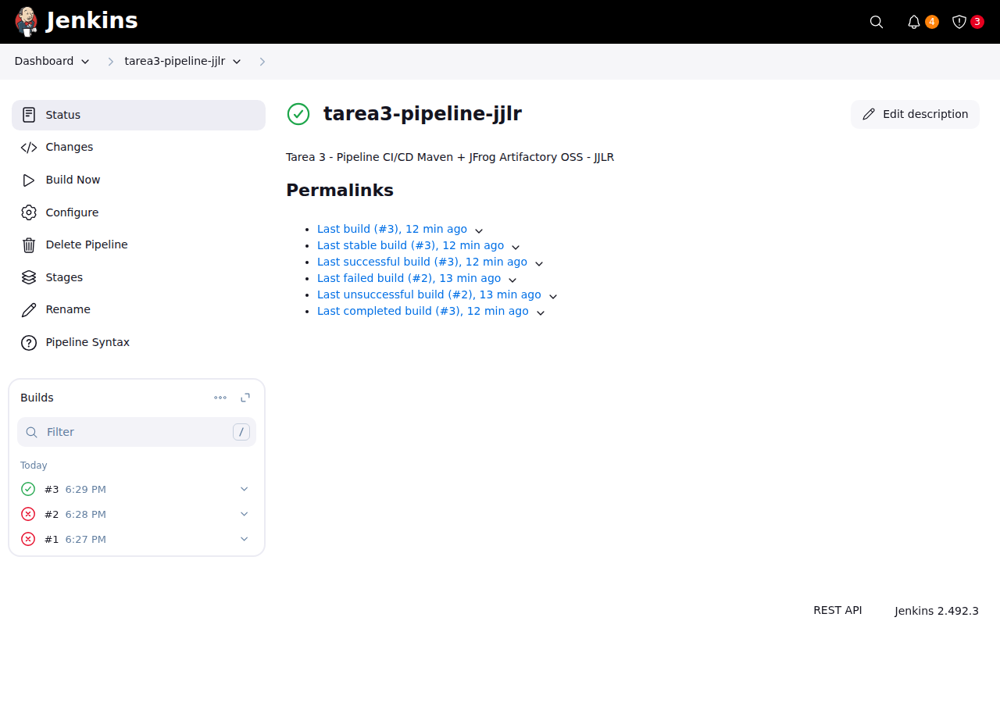 Jenkins
4
3
Dashboard
tarea3-pipeline-jjlr
Status
Changes
Build Now
Configure
Delete Pipeline
Stages
Rename
Pipeline Syntax
Builds
Filter /
Today
#3 6:29 PM
#2 6:28 PM
#1 6:27 PM
tarea3-pipeline-jjlr
Edit description
Tarea 3 - Pipeline CI/CD Maven + JFrog Artifactory OSS - JJLR
Permalinks
Last build (#3), 12 min ago
Last stable build (#3), 12 min ago
Last successful build (#3), 12 min ago
Last failed build (#2), 13 min ago
Last unsuccessful build (#2), 13 min ago
Last completed build (#3), 12 min ago
REST API
Jenkins 2.492.3